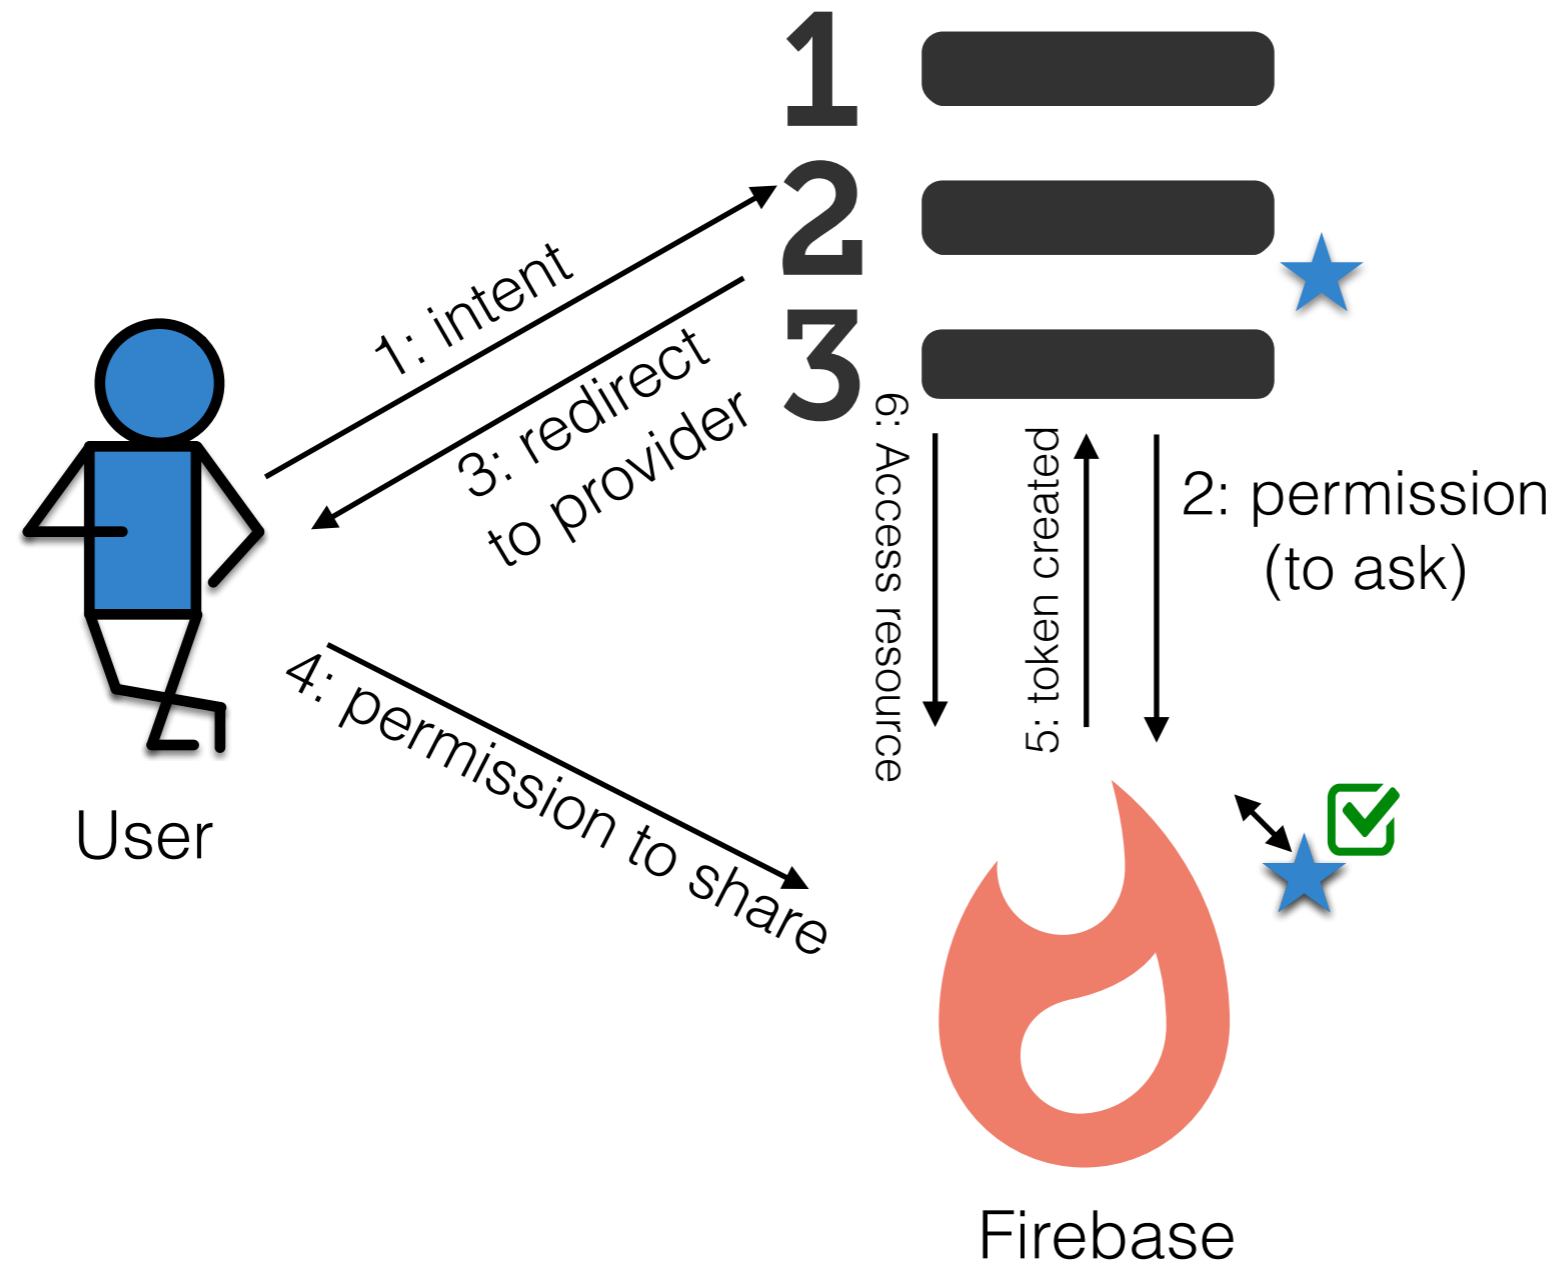 1
2
3
1: intent
3: redirect
to provider
6: Access resource
5: token created
2: permission
(to ask)
4: permission to share
User
Firebase